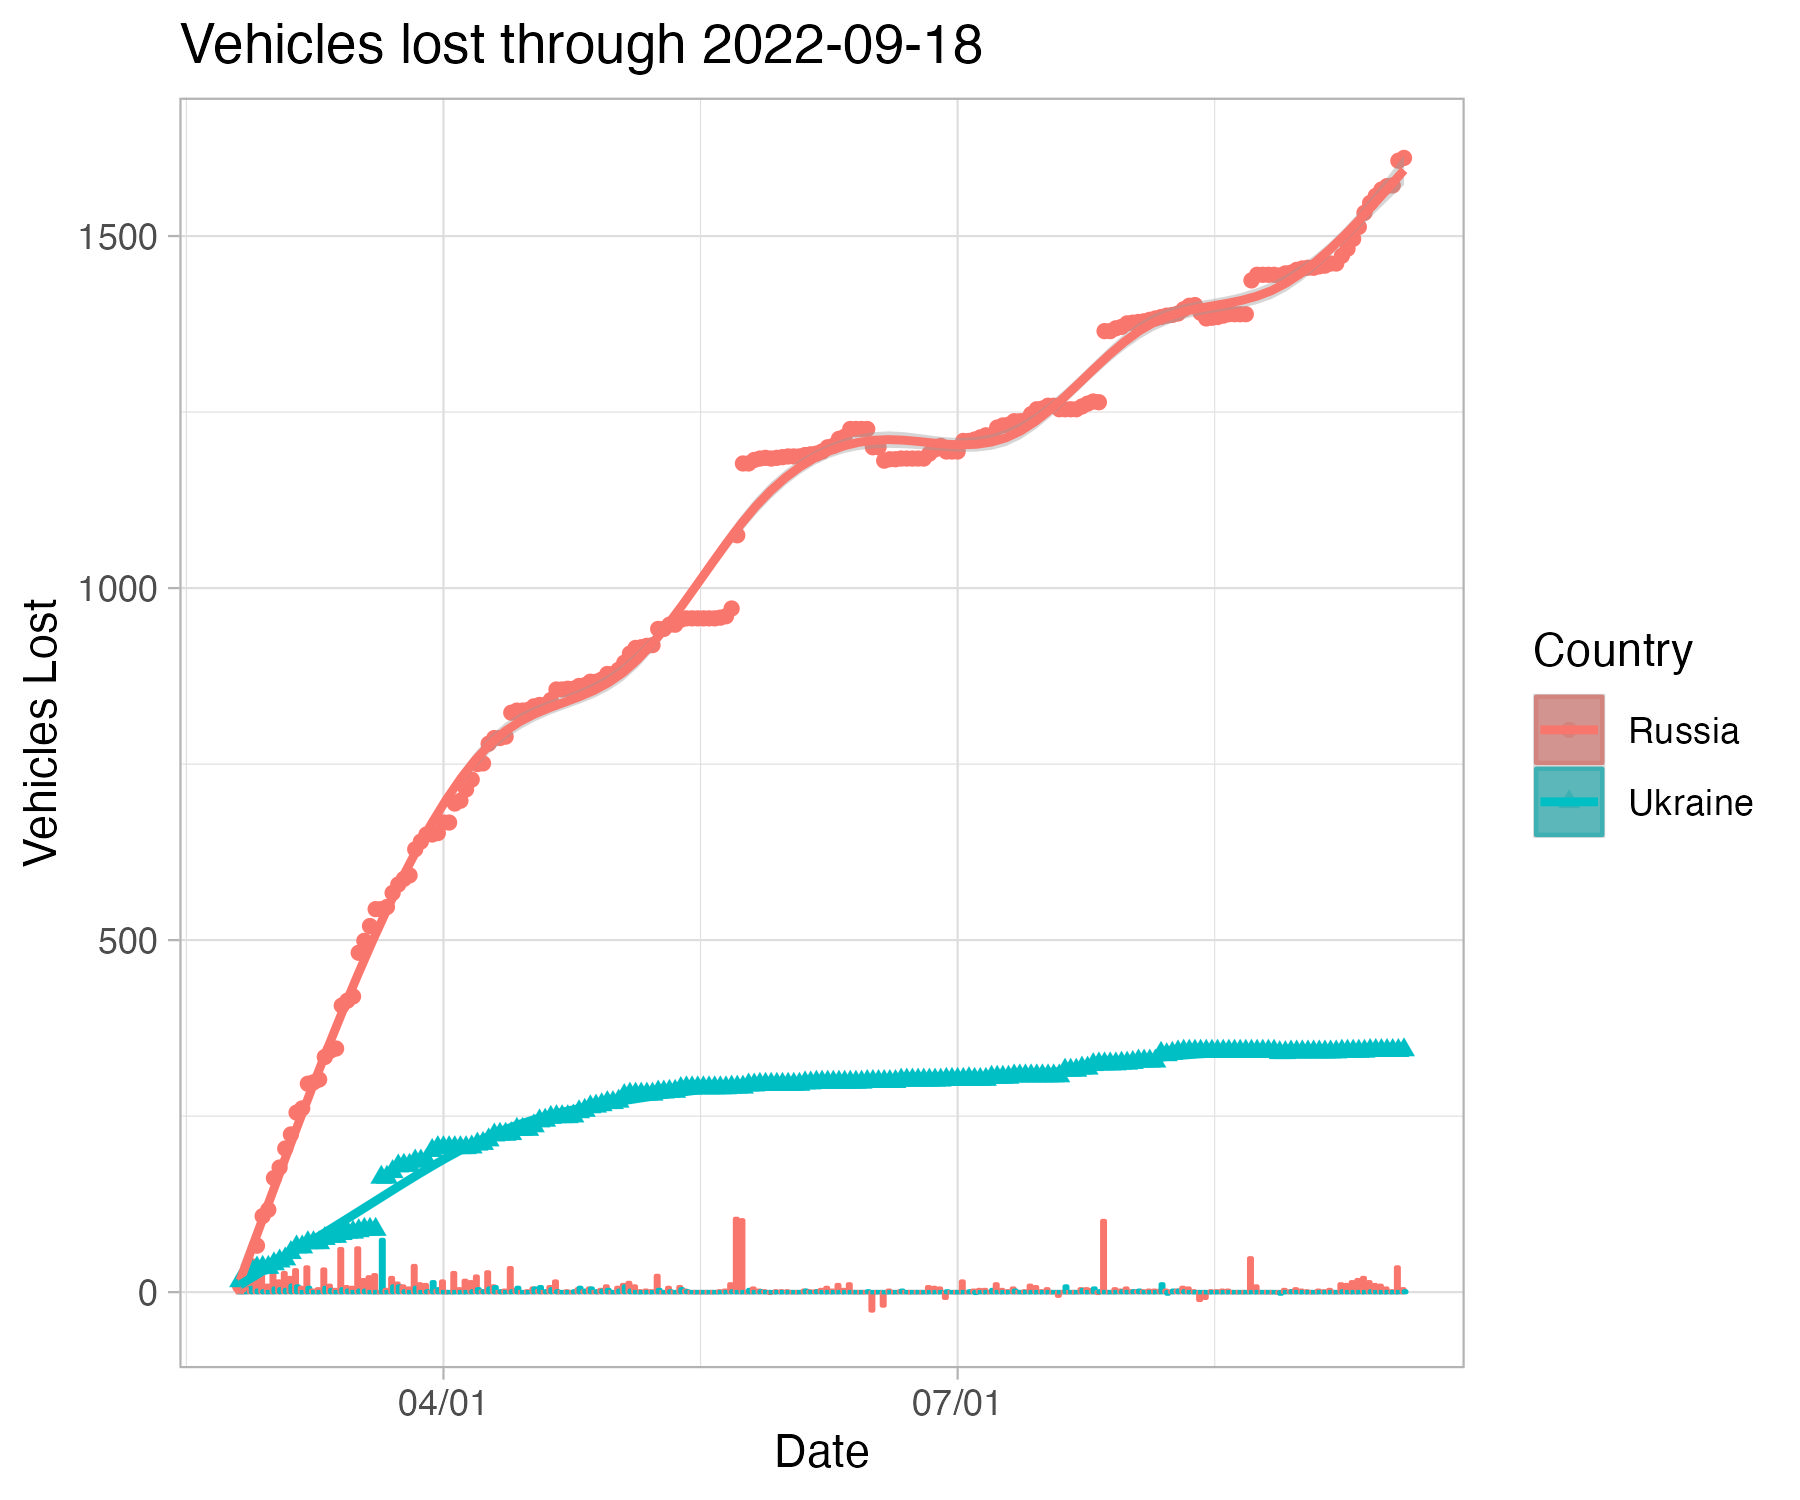 Vehicles lost through 2022-09-18
Vehicles Lost
1500
1000
500
0
04/01
07/01
Date
Country
Russia
Ukraine